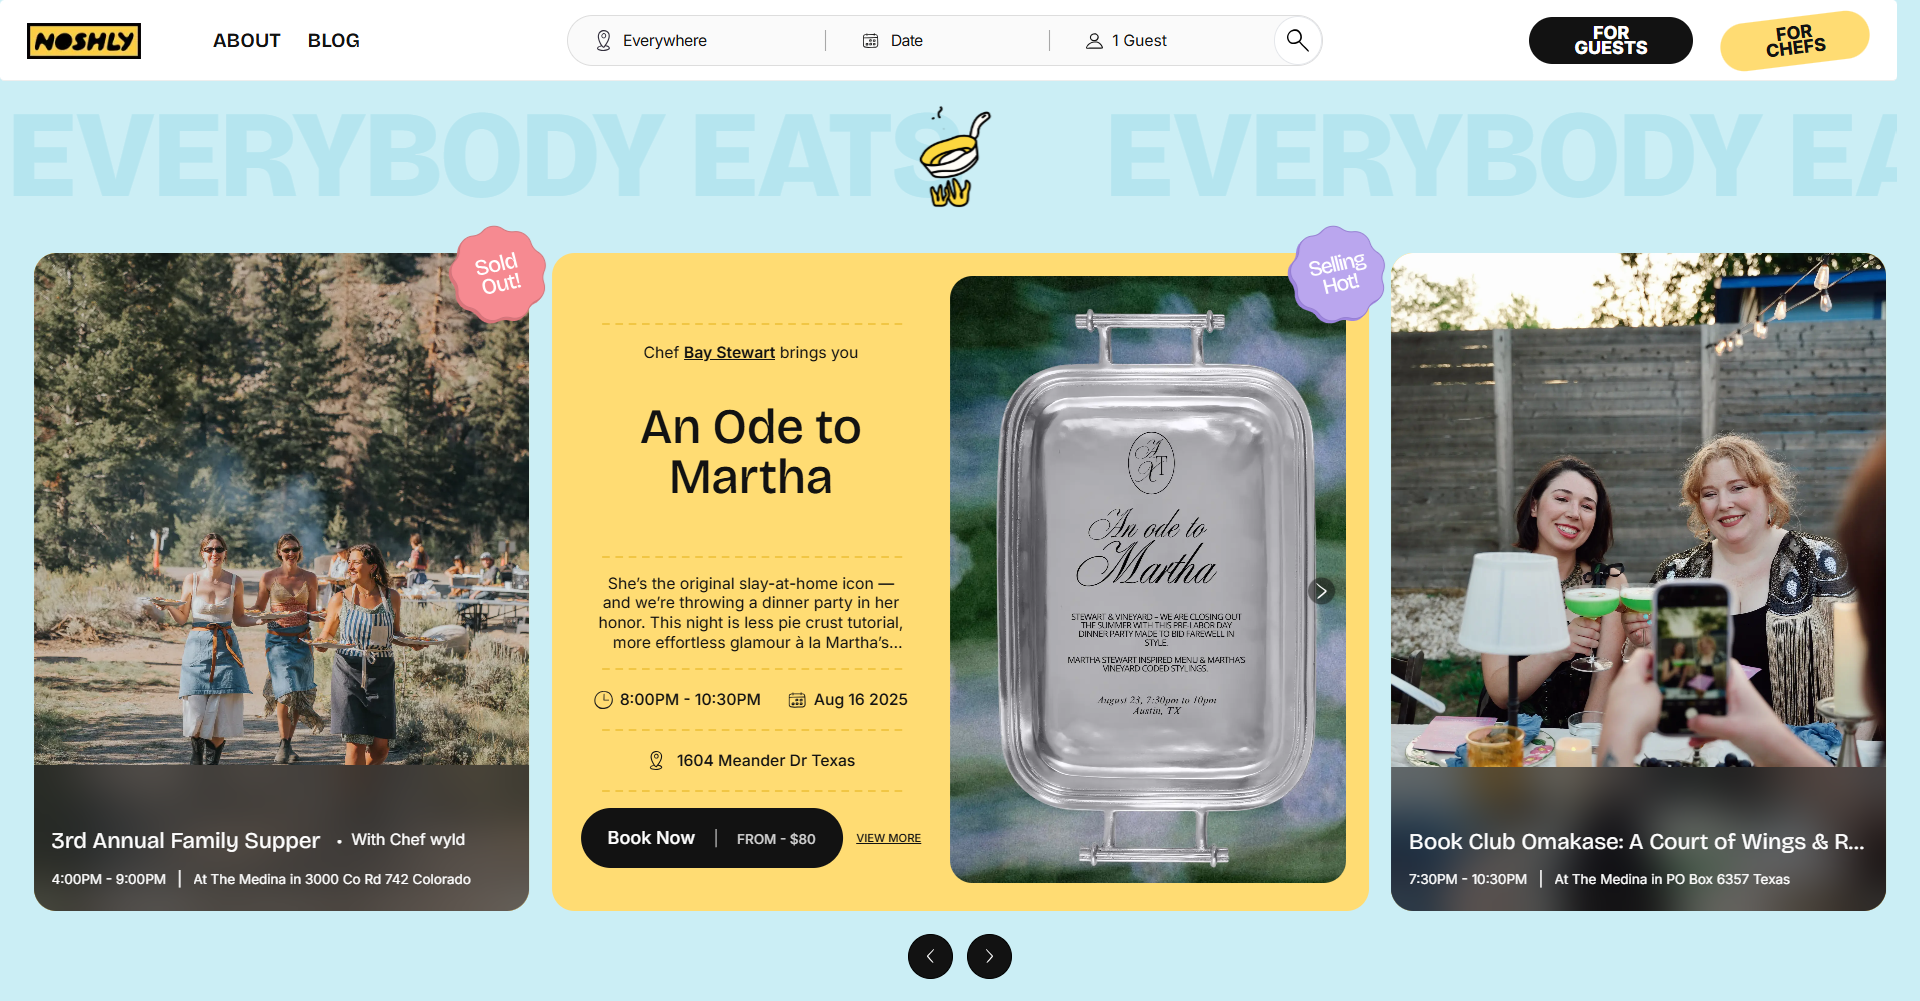 NOSHLY
ABOUT
BLOG
Everywhere
Date
1 Guest
FOR
GUESTS
FOR
CHEFS
EVERYBODY EATS
EVERYBODY EA
Sold
Out!
3rd Annual Family Supper • With Chef wyld
4:00PM - 9:00PM | At The Medina in 3000 Co Rd 742 Colorado
Chef Bay Stewart brings you
An Ode to
Martha
She's the original slay-at-home icon —
and we're throwing a dinner party in her
honor. This night is less pie crust tutorial,
more effortless glamour à la Martha's...
8:00PM - 10:30PM
Aug 16 2025
1604 Meander Dr Texas
Book Now | FROM - $80
VIEW MORE
Selling
Hot!
An ode to
Martha
STEWART & VINEYARD – WE ARE CLOSING OUT
THE SUMMER WITH THIS PRE-LABOR DAY
DINNER PARTY MADE TO BID FAREWELL IN
STYLE.
MARTHA STEWART INSPIRED MENU & MARTHA'S
VINEYARD CODED STYLINGS.
August 23, 7:30pm to 10pm
Austin, TX
Book Club Omakase: A Court of Wings & R...
7:30PM - 10:30PM | At The Medina in PO Box 6357 Texas